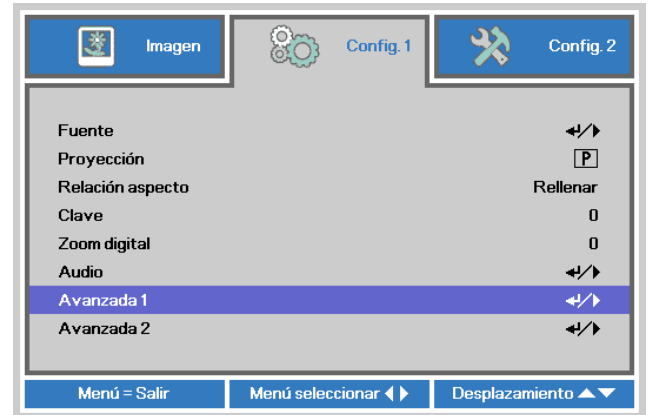 Imagen Config. 1 Config. 2
Fuente
Proyección P
Relación aspecto Rellenar
Clave 0
Zoom digital 0
Audio
Avanzada 1
Avanzada 2
Menú = Salir Menú seleccionar Desplazamiento